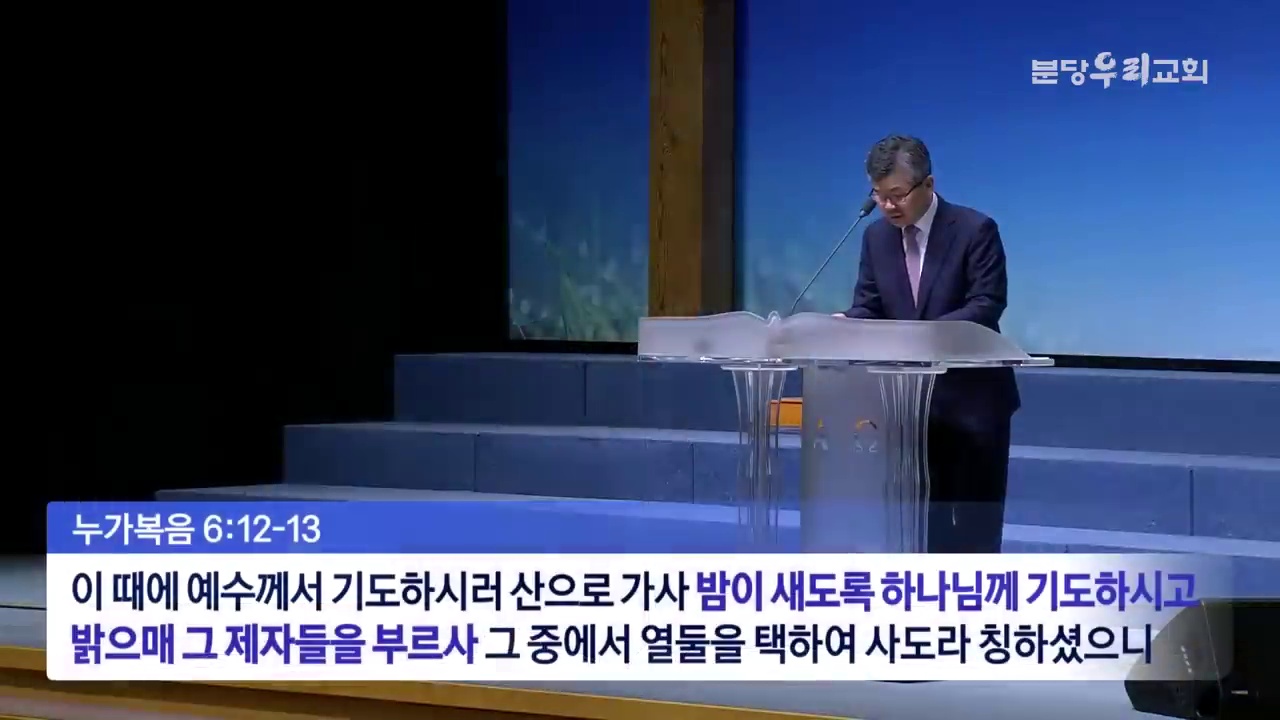 분당우리교회
누가복음 6:12-13
이 때에 예수께서 기도하시러 산으로 가사 밤이 새도록 하나님께 기도하시고
밝으매 그 제자들을 부르사 그 중에서 열둘을 택하여 사도라 칭하셨으니